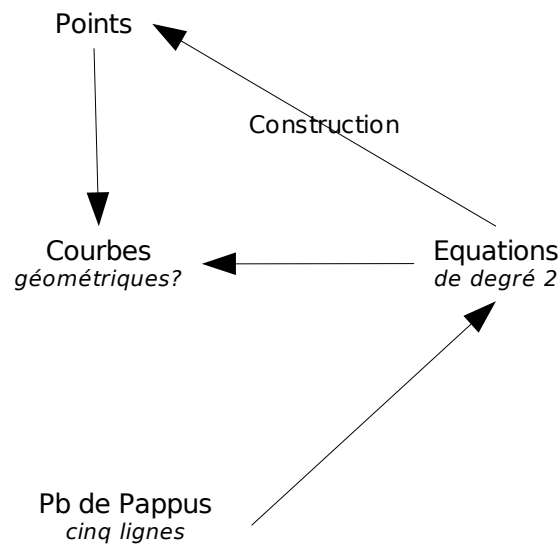 Points
Construction
Courbes
géométriques?
Equations
de degré 2
Pb de Pappus
cinq lignes